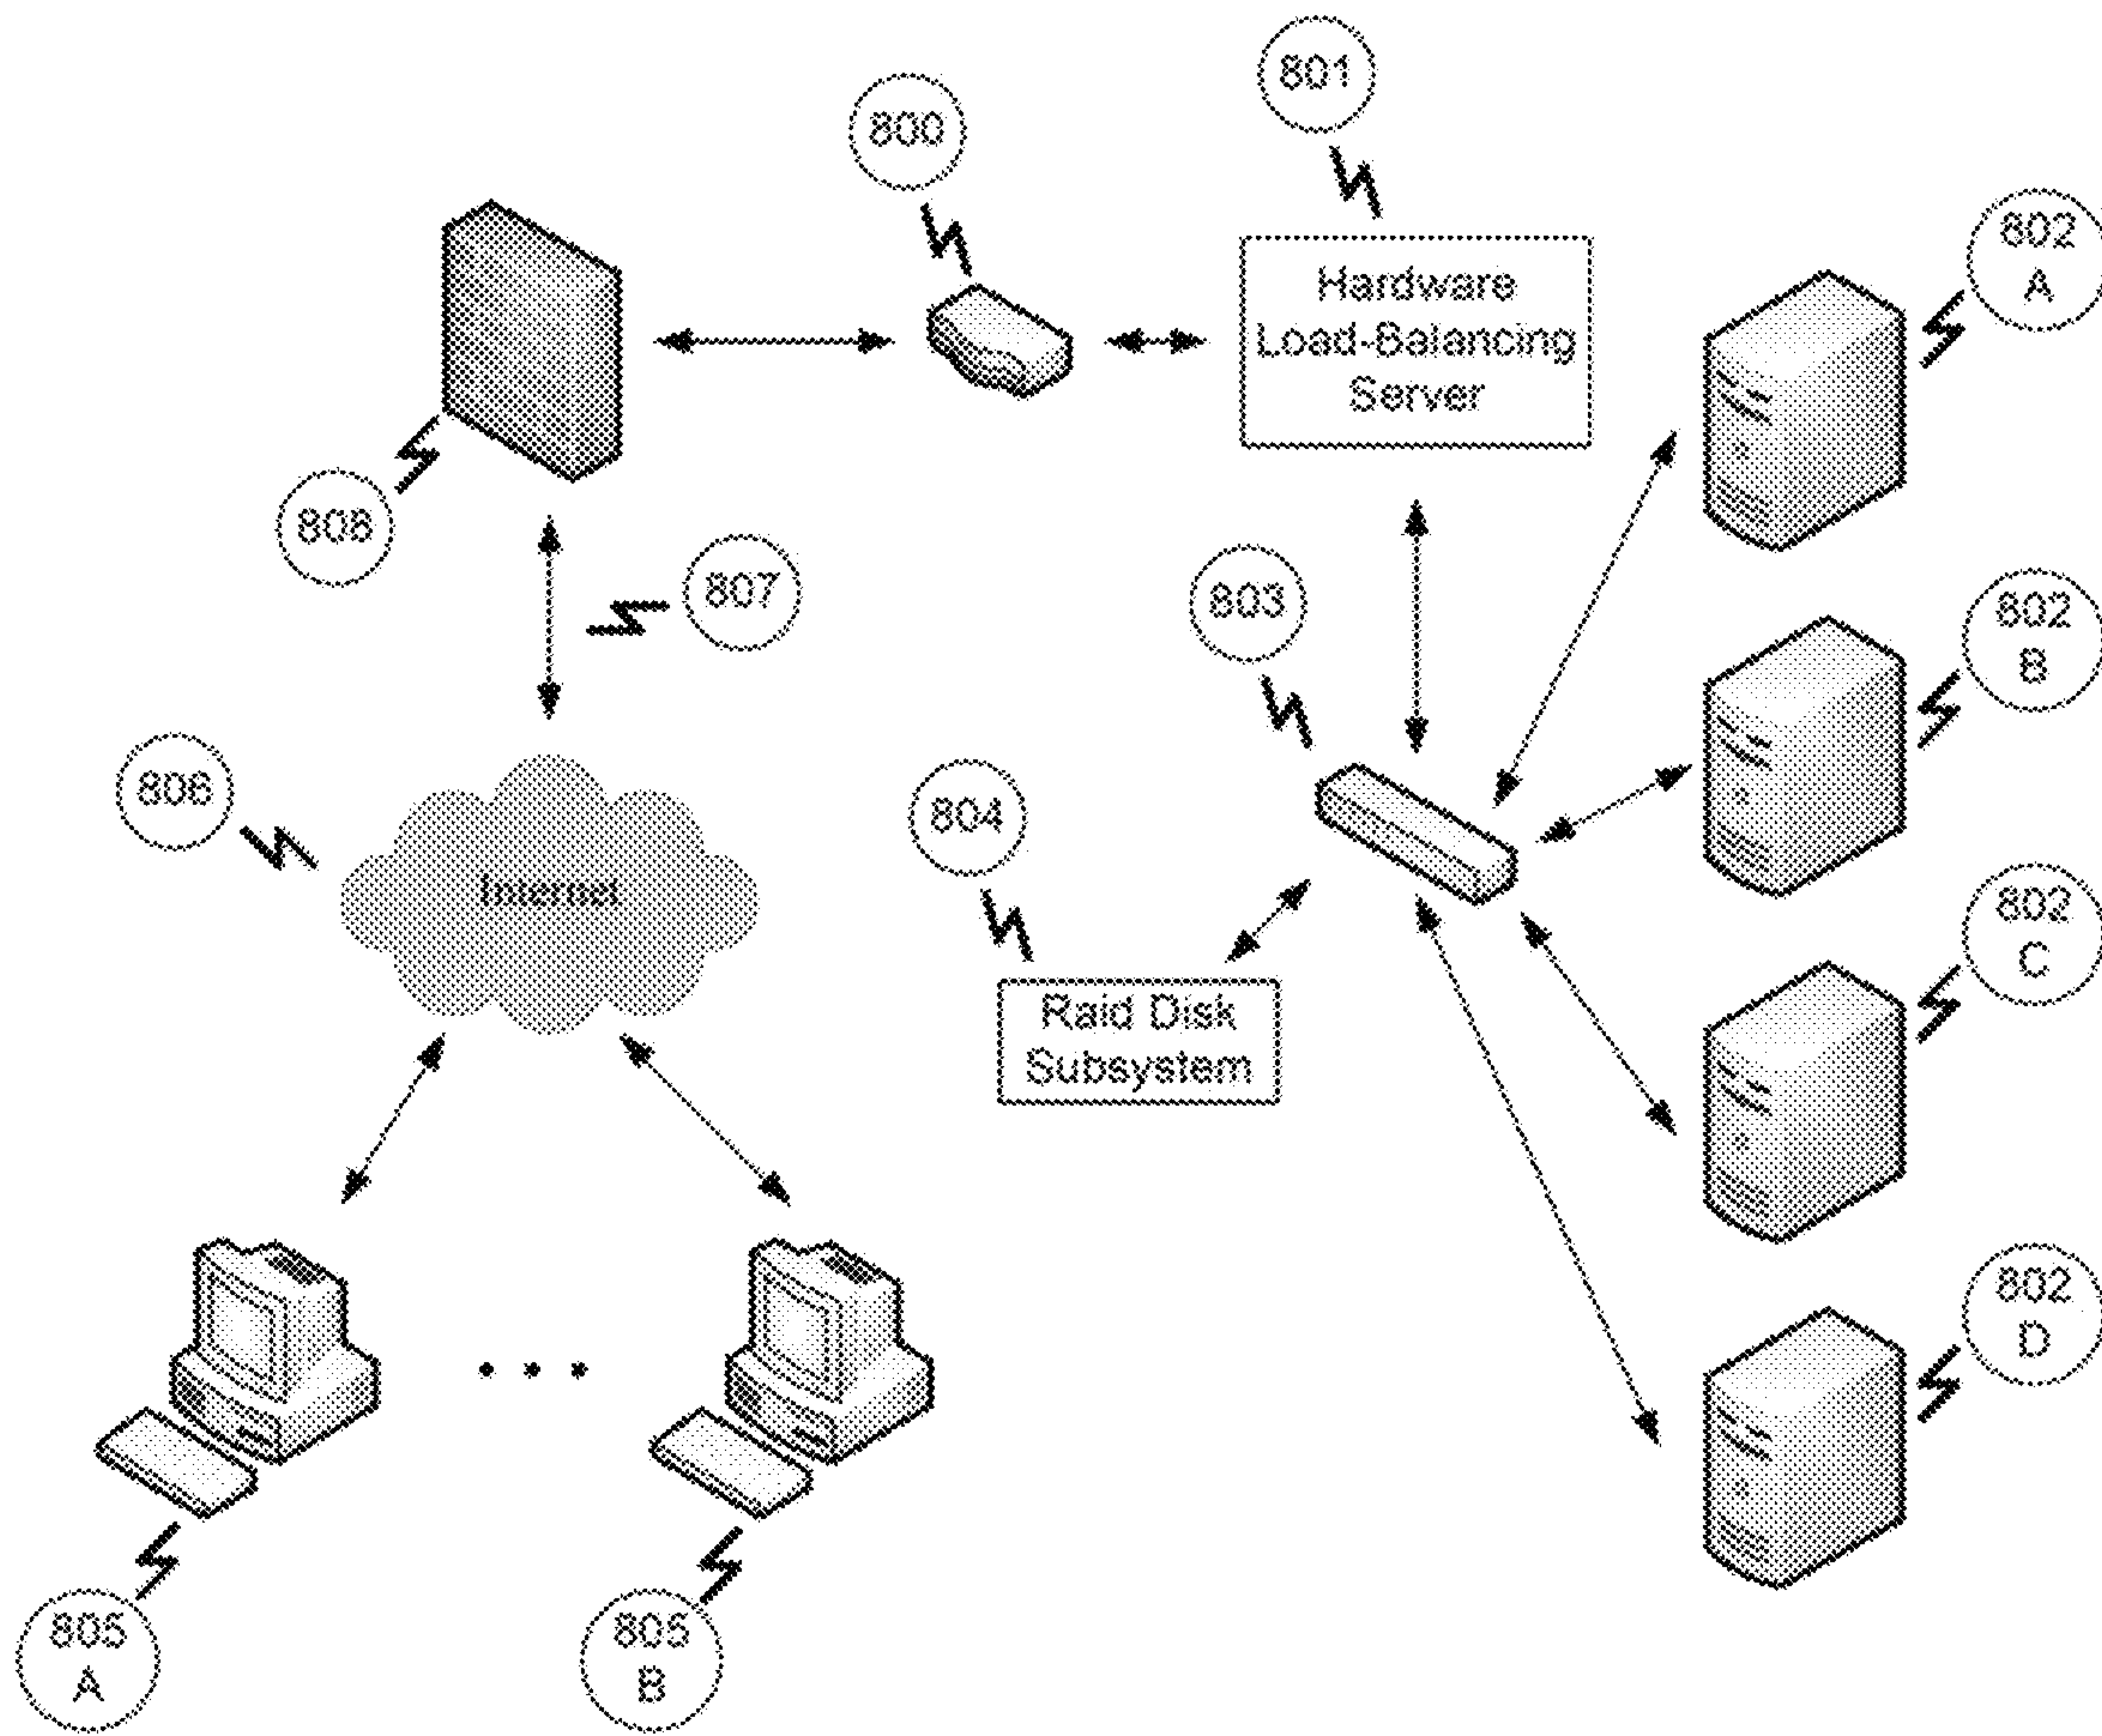 801
800
802
A
Hardware
Load-Balancing
Server
808
807
803
802
B
806
804
Internet
802
C
Raid Disk
Subsystem
802
D
805
A
805
B